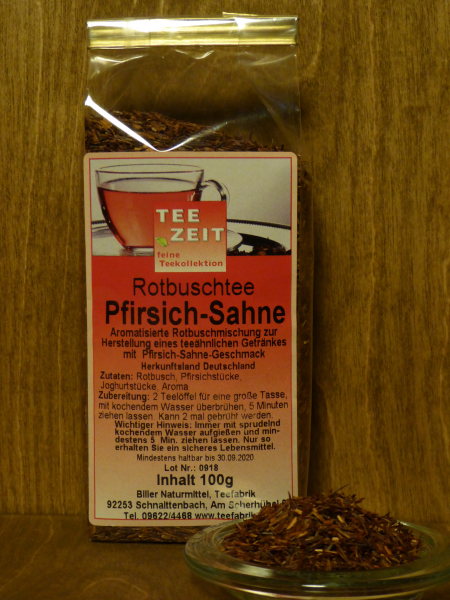 TEE
ZEIT
feine
Teekollektion
Rotbuschtee
Pfirsich-Sahne
Aromatisierte Rotbuschmischung zur
Herstellung eines teeähnlichen Getränkes
mit Pfirsich-Sahne-Geschmack
Herkunftsland Deutschland
Zutaten: Rotbusch, Pfirsichstücke,
Joghurtstücke, Aroma
Zubereitung: 2 Teelöffel für eine große Tasse,
mit kochendem Wasser überbrühen, 5 Minuten
ziehen lassen. Kann 2 mal gebrüht werden.
Wichtiger Hinweis: Immer mit sprudelnd
kochendem Wasser aufgießen und min-
destens 5 Min. ziehen lassen. Nur so
erhalten Sie ein sicheres Lebensmittel.
Mindestens haltbar bis 30.09.2020
Lot Nr.: 0918
Inhalt 100g
Biller Naturmittel, Teefabrik
92253 Schnaittenbach, Am
Tel. 09622/4468 www.teefabrik